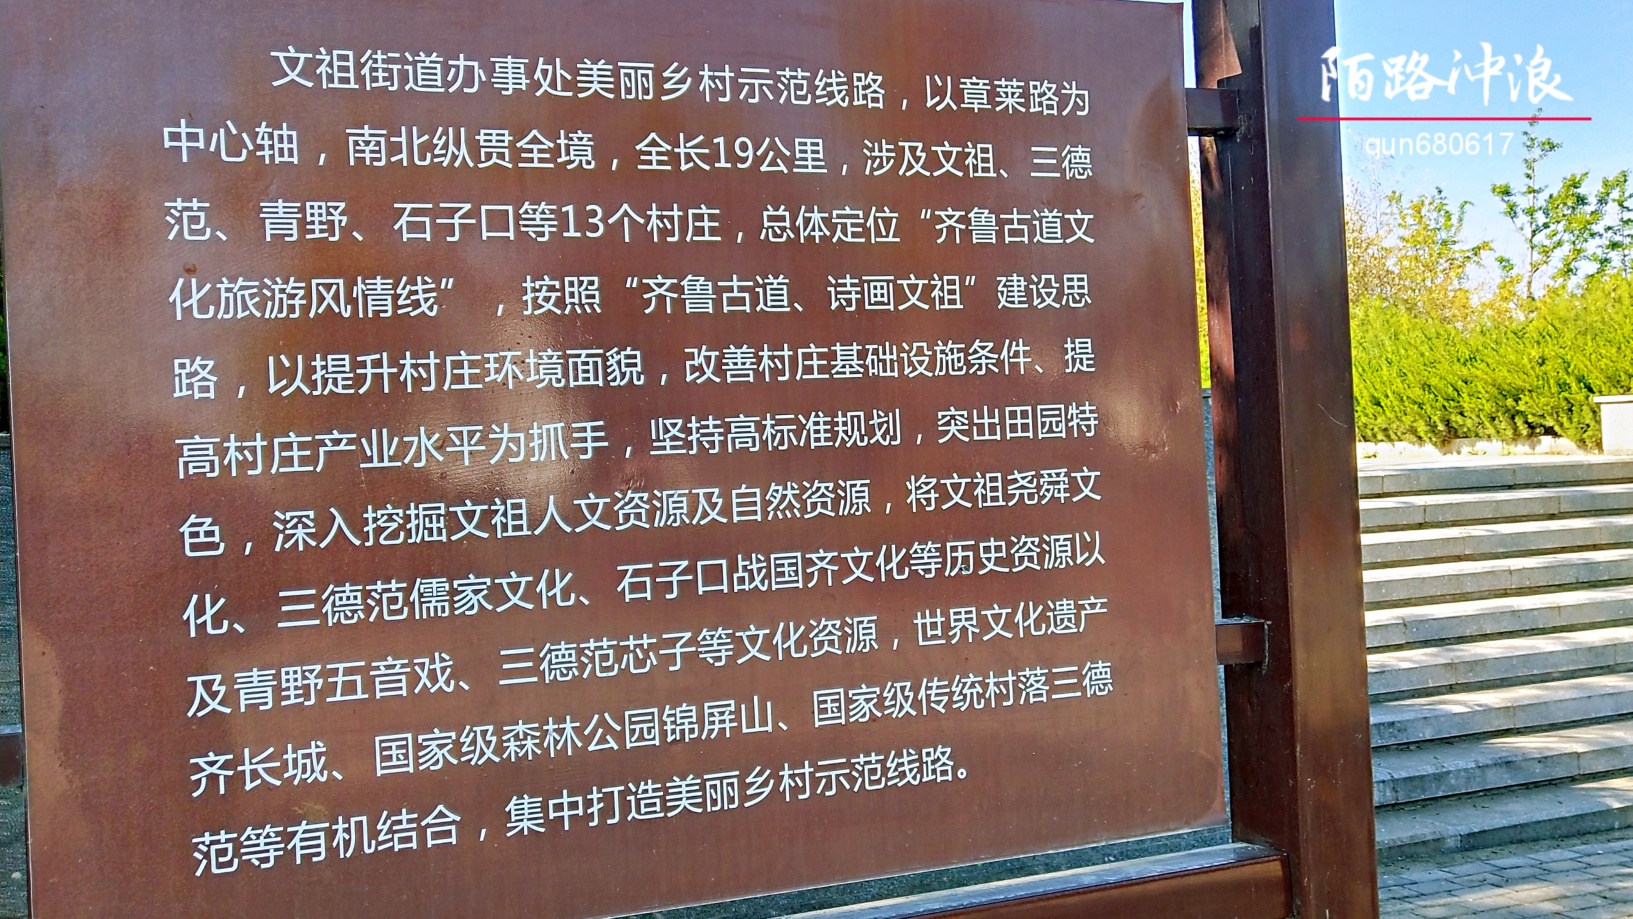 文祖街道办事处美丽乡村示范线路，以章莱路为
中心轴，南北纵贯全境，全长19公里，涉及文祖、三德
范、青野、石子口等13个村庄，总体定位“齐鲁古道文
化旅游风情线”，按照“齐鲁古道、诗画文祖”建设思
路，以提升村庄环境面貌，改善村庄基础设施条件、提
高村庄产业水平为抓手，坚持高标准规划，突出田园特
色，深入挖掘文祖人文资源及自然资源，将文祖尧舜文
化、三德范儒家文化、石子口战国齐文化等历史资源以
及青野五音戏、三德范芯子等文化资源，世界文化遗产
齐长城、国家级森林公园锦屏山、国家级传统村落三德
范等有机结合，集中打造美丽乡村示范线路。
陌路冲浪
qun680617